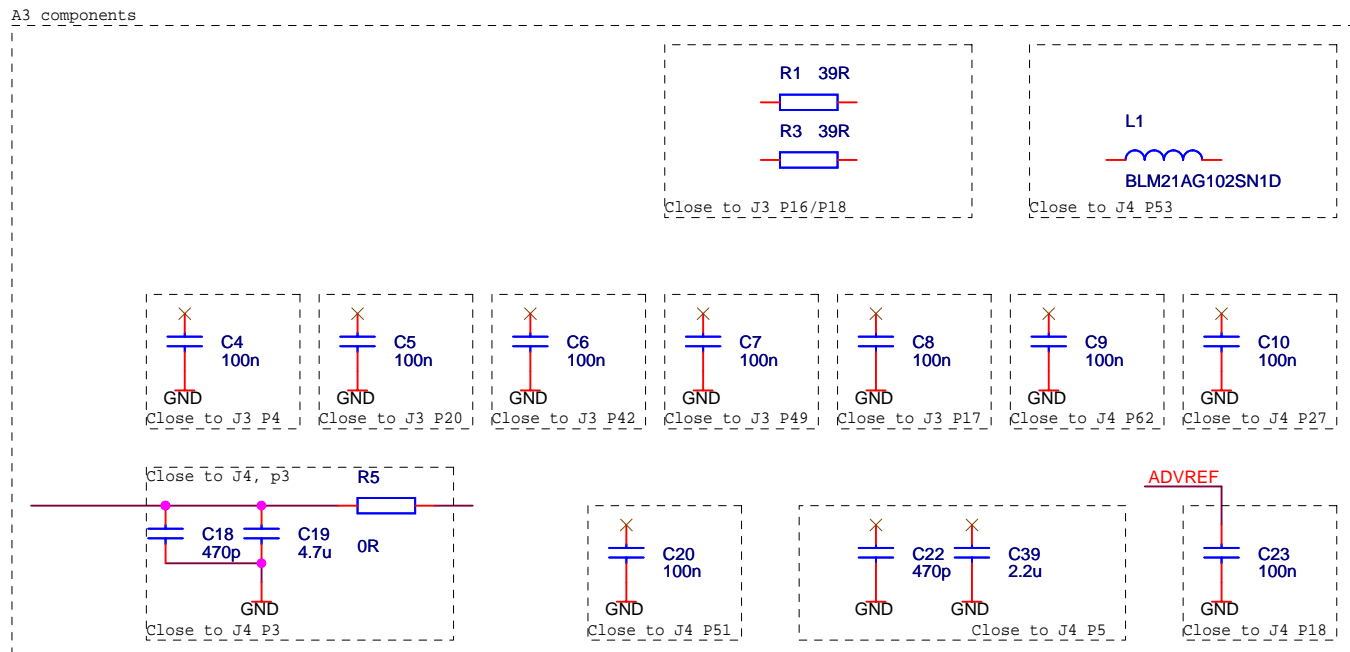 A3 components
R1 39R
R3 39R
Close to J3 P16/P18
L1
BLM21AG102SN1D
Close to J4 P53
C4
100n
GND
Close to J3 P4
C5
100n
GND
Close to J3 P20
C6
100n
GND
Close to J3 P42
C7
100n
GND
Close to J3 P49
C8
100n
GND
Close to J3 P17
C9
100n
GND
Close to J4 P62
C10
100n
GND
Close to J4 P27
Close to J4, p3
R5
C18
470p
C19
4.7u
0R
GND
Close to J4 P3
C20
100n
GND
Close to J4 P51
C22
470p
GND
C39
2.2u
GND
Close to J4 P5
ADVREF
C23
100n
GND
Close to J4 P18